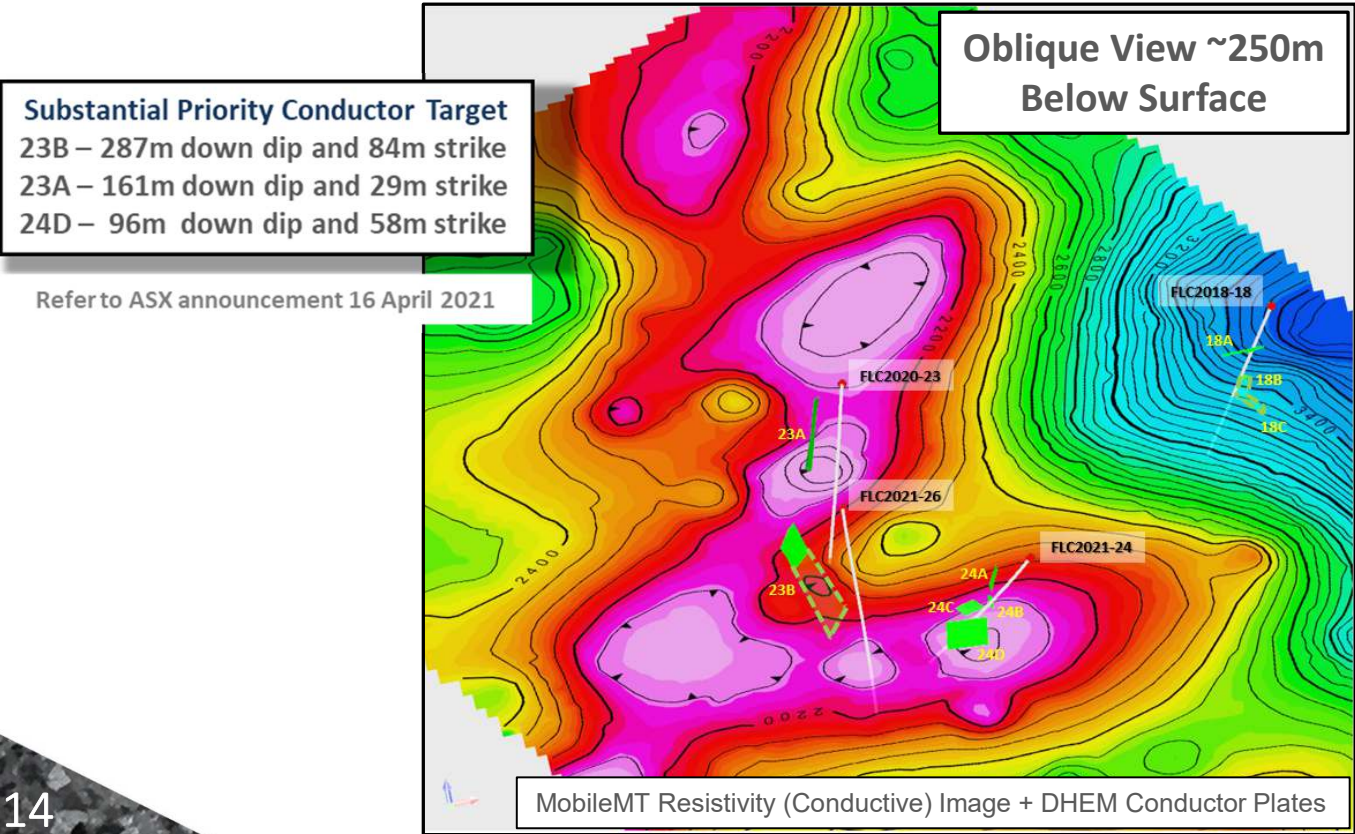 Oblique View ~250m
Below Surface
Substantial Priority Conductor Target
23B – 287m down dip and 84m strike
23A – 161m down dip and 29m strike
24D – 96m down dip and 58m strike
Refer to ASX announcement 16 April 2021
2200
2400
2600
2800
3200
FLC2018-18
18A
18B
18C
3400
2200
FLC2020-23
23A
FLC2021-26
FLC2021-24
2400
24A
23B
24C
24B
24D
2200
MobileMT Resistivity (Conductive) Image + DHEM Conductor Plates
14